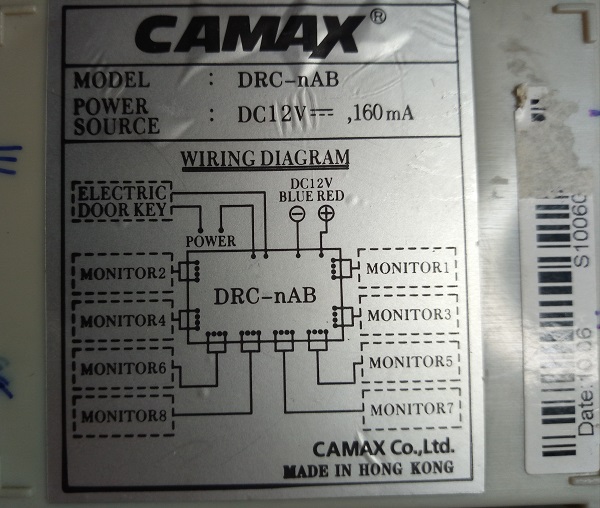 CAMAX®
MODEL : DRC-nAB
POWER SOURCE : DC12V⎓ ,160mA
WIRING DIAGRAM
ELECTRIC DOOR KEY
DC12V
BLUE RED
⊖ ⊕
POWER
MONITOR2
MONITOR1
DRC-nAB
MONITOR4
MONITOR3
MONITOR6
MONITOR5
MONITOR8
MONITOR7
CAMAX Co.,Ltd.
MADE IN HONG KONG
S10060
Date: